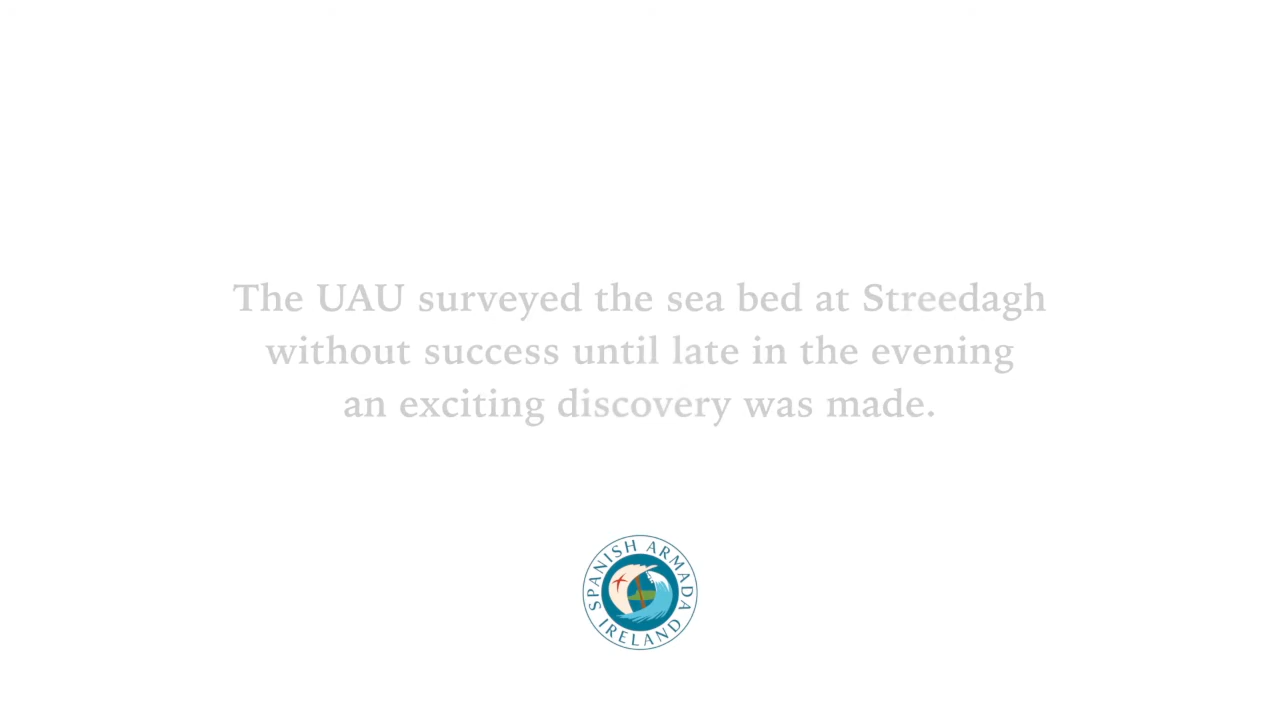 The UAU surveyed the sea bed at Streedagh
without success until late in the evening
an exciting discovery was made.
SPANISH ARMADA
IRELAND